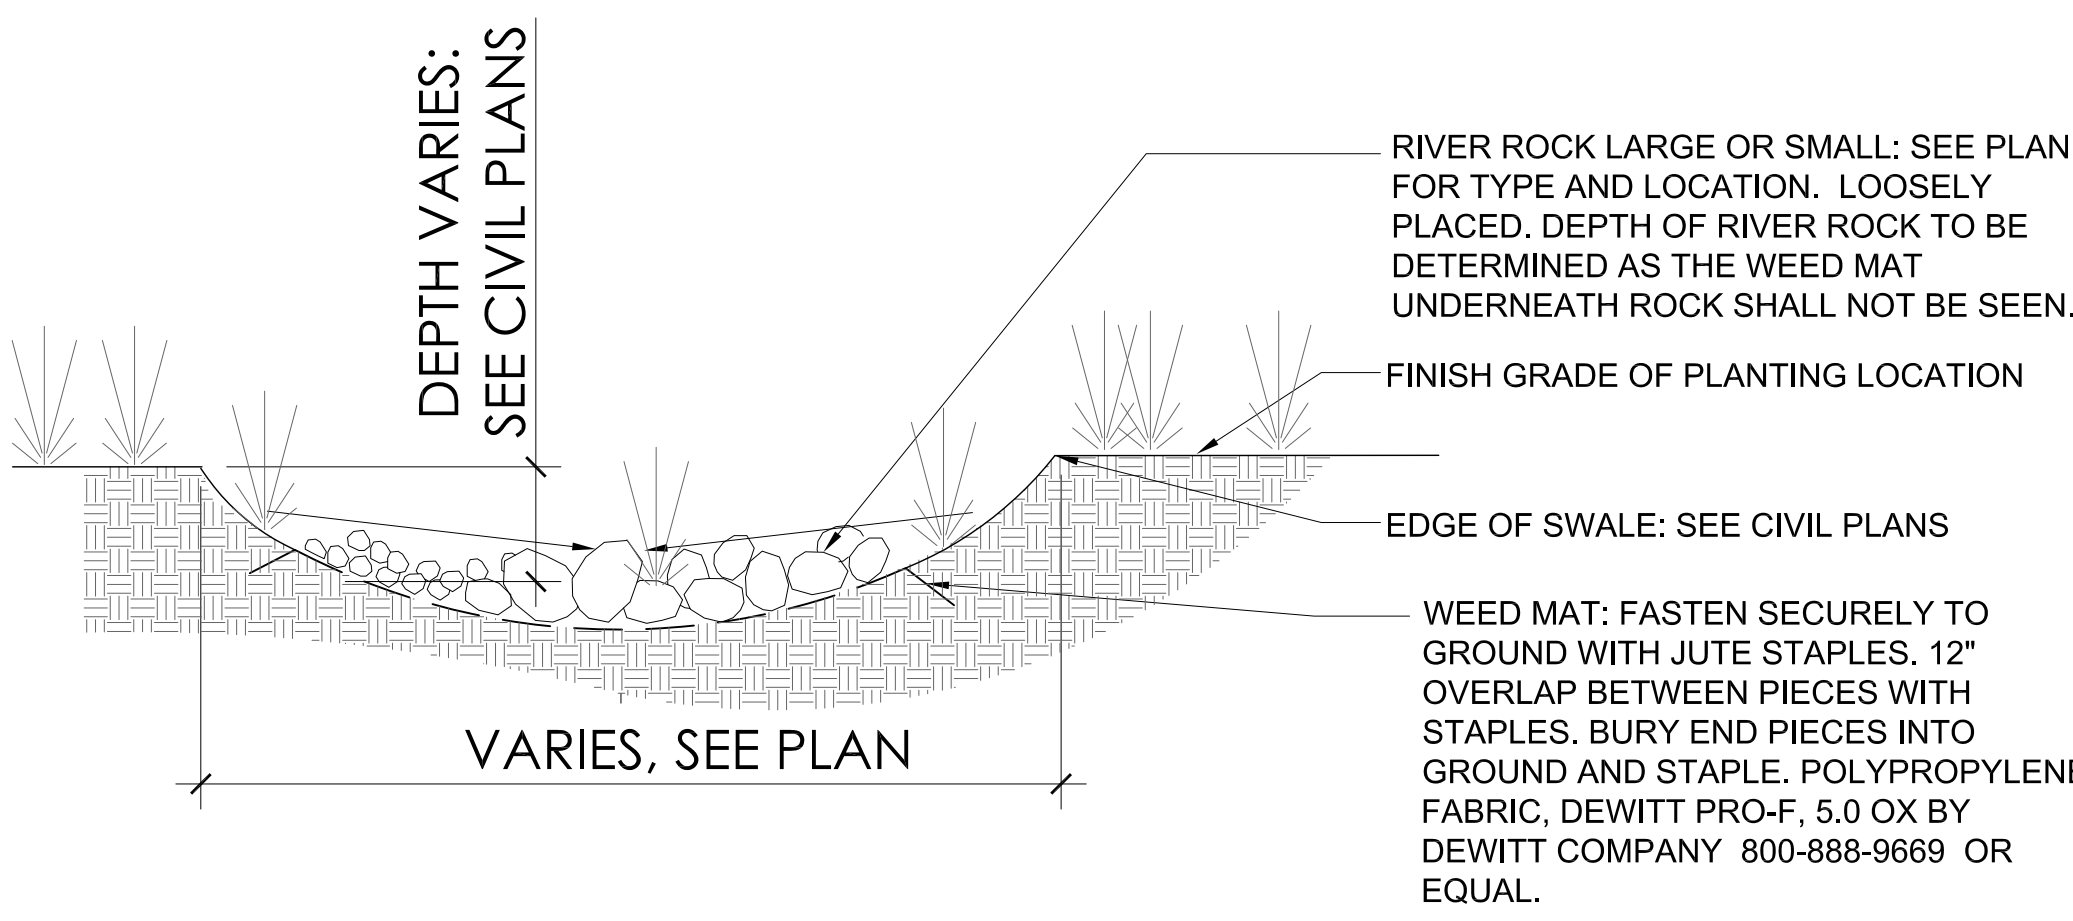 DEPTH VARIES:
SEE CIVIL PLANS
RIVER ROCK LARGE OR SMALL: SEE PLAN
FOR TYPE AND LOCATION. LOOSELY
PLACED. DEPTH OF RIVER ROCK TO BE
DETERMINED AS THE WEED MAT
UNDERNEATH ROCK SHALL NOT BE SEEN.
FINISH GRADE OF PLANTING LOCATION
EDGE OF SWALE: SEE CIVIL PLANS
WEED MAT: FASTEN SECURELY TO
GROUND WITH JUTE STAPLES. 12"
OVERLAP BETWEEN PIECES WITH
STAPLES. BURY END PIECES INTO
GROUND AND STAPLE. POLYPROPYLENE
FABRIC, DEWITT PRO-F, 5.0 OX BY
DEWITT COMPANY 800-888-9669 OR
EQUAL.
VARIES, SEE PLAN